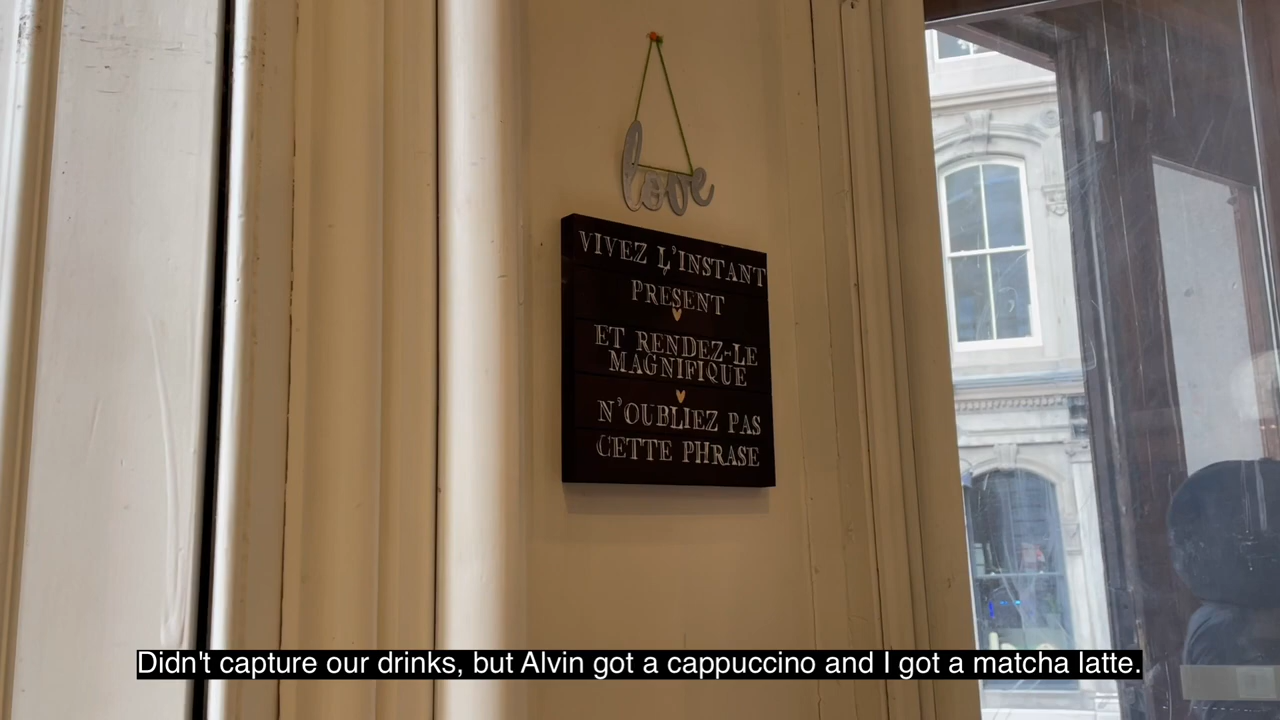 love
VIVEZ L'INSTANT
PRESENT
ET RENDEZ-LE
MAGNIFIQUE
N'OUBLIEZ PAS
CETTE PHRASE
Didn't capture our drinks, but Alvin got a cappuccino and I got a matcha latte.